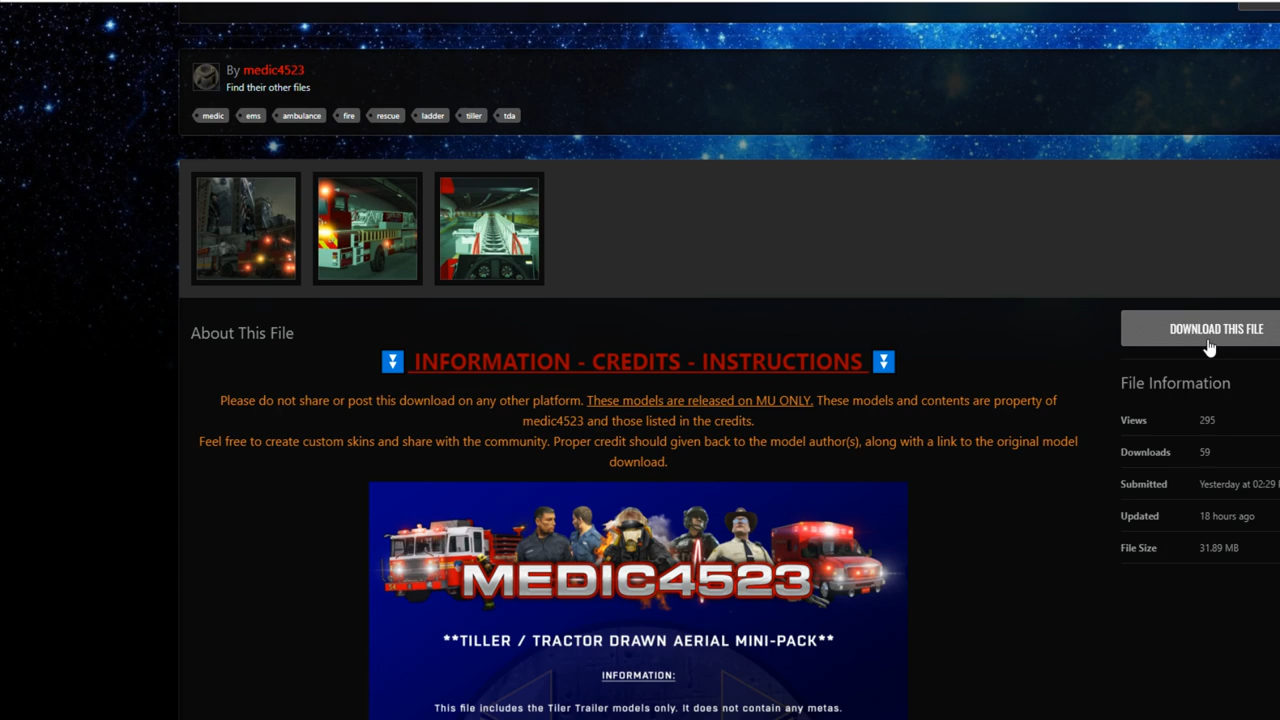 By medic4523
Find their other files
medic
ems
ambulance
fire
rescue
ladder
tiller
tda
About This File
INFORMATION - CREDITS - INSTRUCTIONS
Please do not share or post this download on any other platform. These models are released on MU ONLY. These models and contents are property of
medic4523 and those listed in the credits.
Feel free to create custom skins and share with the community. Proper credit should given back to the model author(s), along with a link to the original model
download.
MEDIC4523
**TILLER / TRACTOR DRAWN AERIAL MINI-PACK**
INFORMATION:
This file includes the Tiler Trailer models only. It does not contain any metas.
DOWNLOAD THIS FILE
File Information
Views 295
Downloads 59
Submitted Yesterday at 02:29
Updated 18 hours ago
File Size 31.89 MB